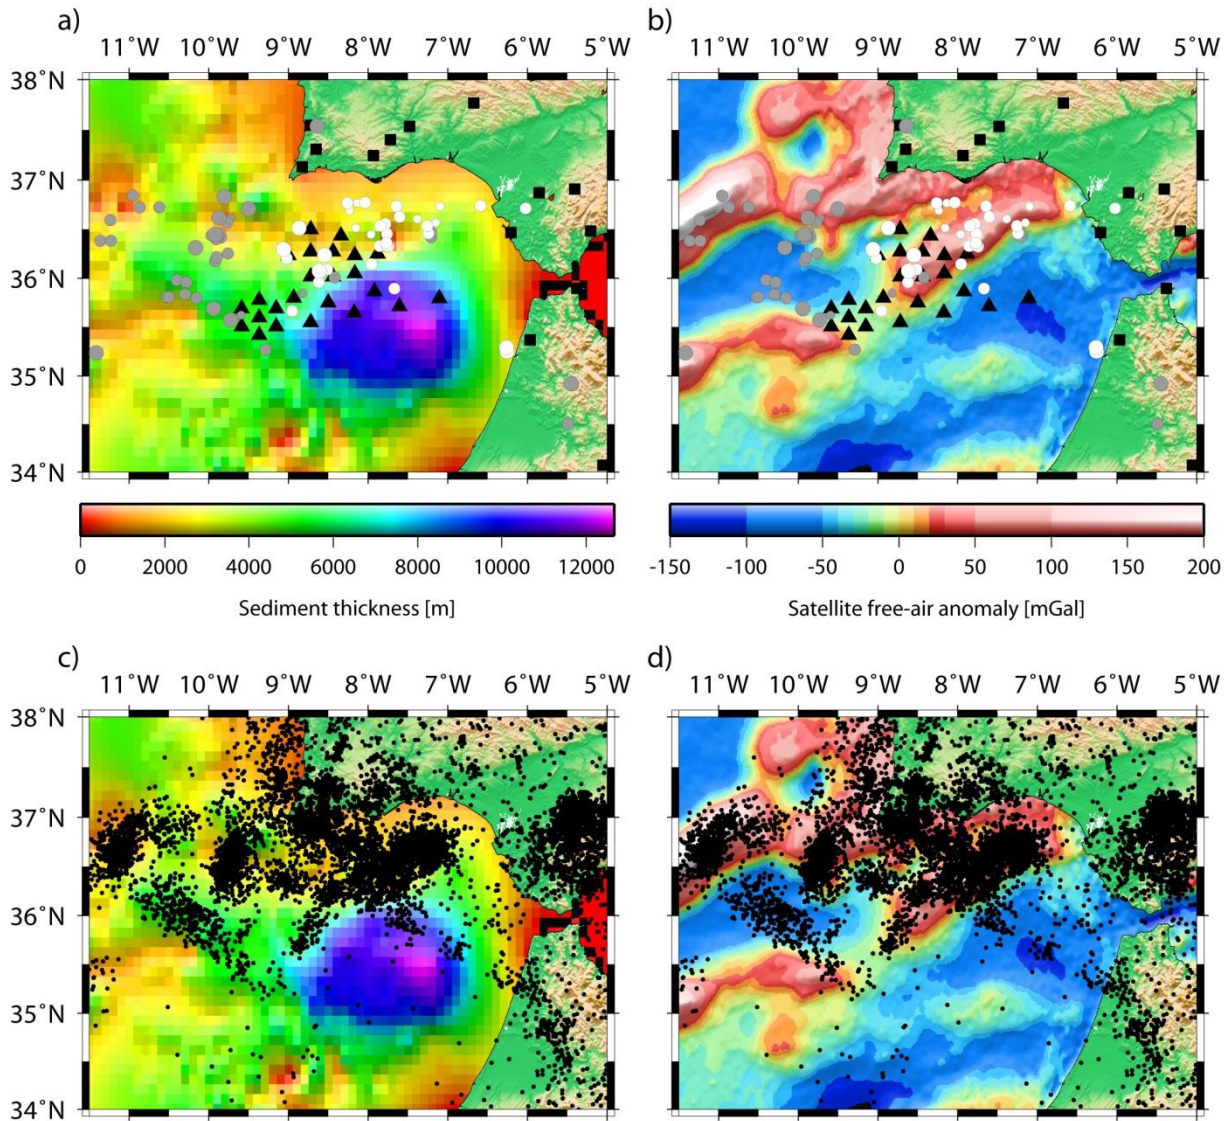 a)
b)
11°W 10°W 9°W 8°W 7°W 6°W 5°W
11°W 10°W 9°W 8°W 7°W 6°W 5°W
38°N
37°N
36°N
35°N
34°N
0 2000 4000 6000 8000 10000 12000
-150 -100 -50 0 50 100 150 200
Sediment thickness [m]
Satellite free-air anomaly [mGal]
c)
d)
11°W 10°W 9°W 8°W 7°W 6°W 5°W
11°W 10°W 9°W 8°W 7°W 6°W 5°W
38°N
37°N
36°N
35°N
34°N